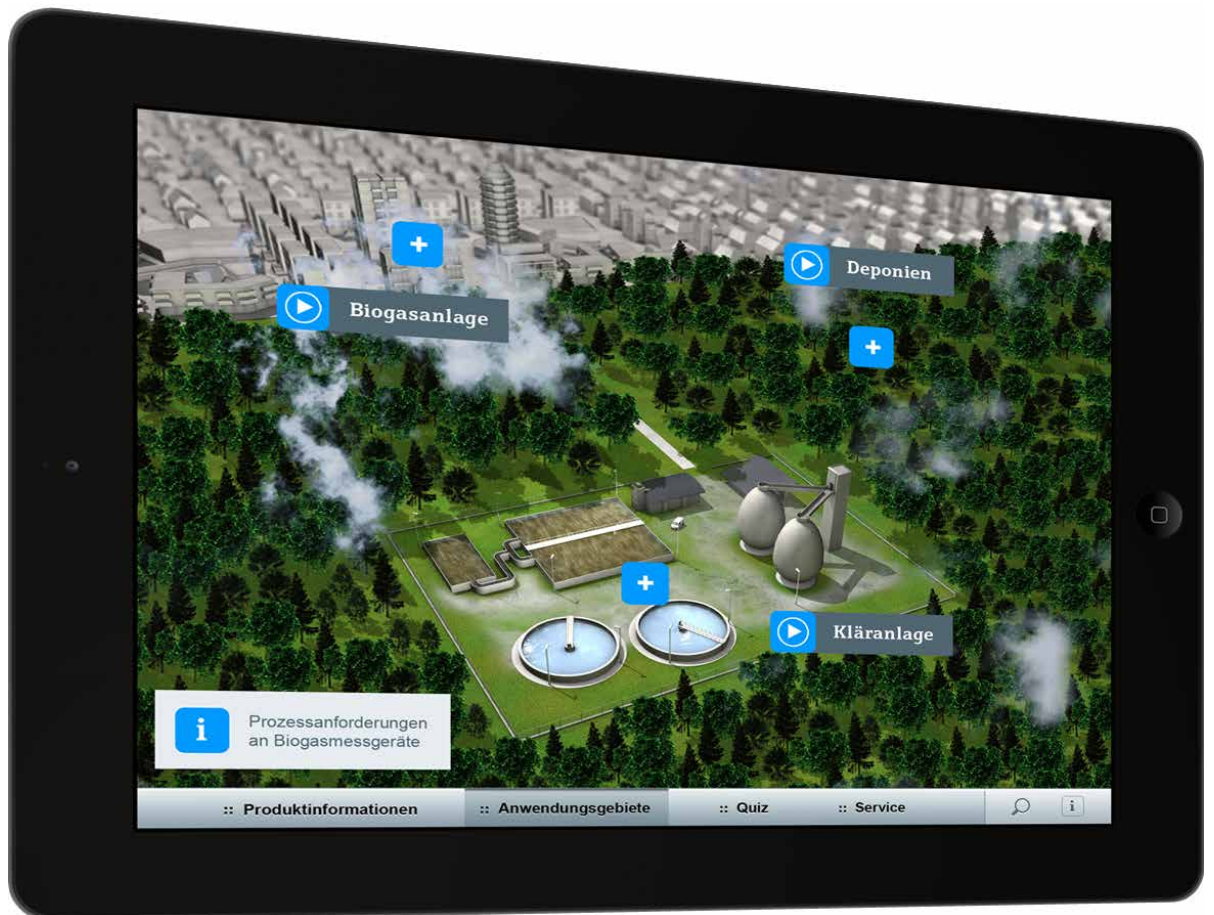 Deponien
Biogasanlage
Kläranlage
Prozessanforderungen
an Biogasmessgeräte
:: Produktinformationen
:: Anwendungsgebiete
:: Quiz
:: Service